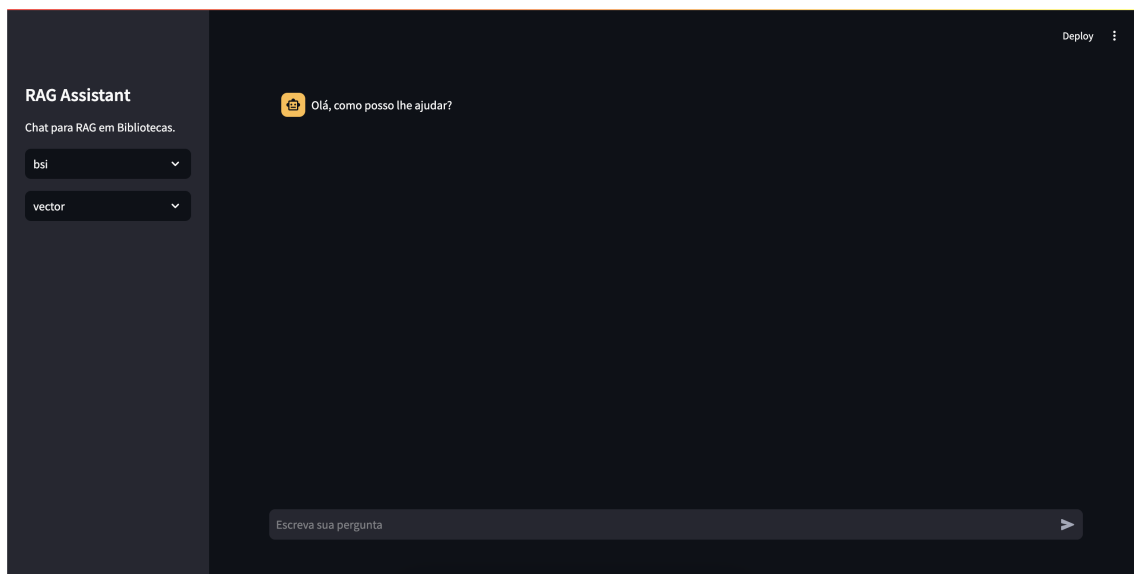 Deploy
RAG Assistant
Chat para RAG em Bibliotecas.
bsi
vector
Olá, como posso lhe ajudar?
Escreva sua pergunta